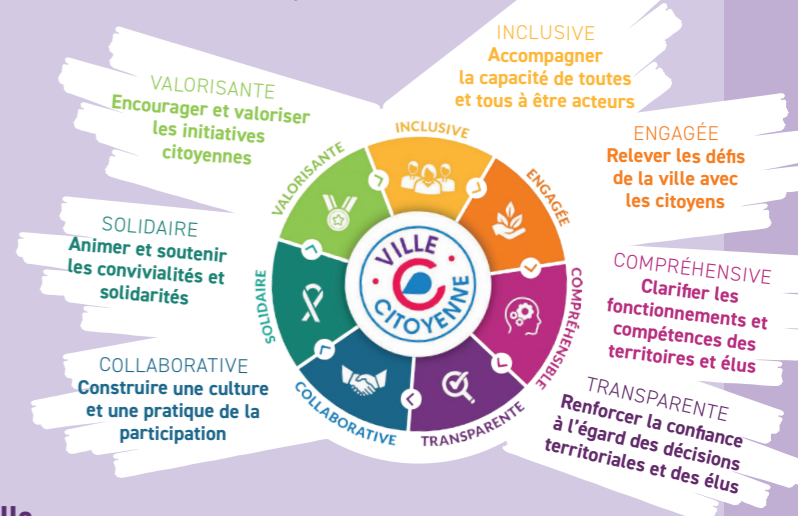 INCLUSIVE
Accompagner
la capacité de toutes
et tous à être acteurs
VALORISANTE
Encourager et valoriser
les initiatives
citoyennes
ENGAGÉE
Relever les défis
de la ville avec
les citoyens
SOLIDAIRE
Animer et soutenir
les convivialités et
solidarités
COMPRÉHENSIVE
Clarifier les
fonctionnements et
compétences des
territoires et élus
COLLABORATIVE
Construire une culture
et une pratique de la
participation
TRANSPARENTE
Renforcer la confiance
à l'égard des décisions
territoriales et des élus
INCLUSIVE
ENGAGÉE
COMPRÉHENSIBLE
TRANSPARENTE
COLLABORATIVE
SOLIDAIRE
VALORISANTE
VILLE
CITOYENNE